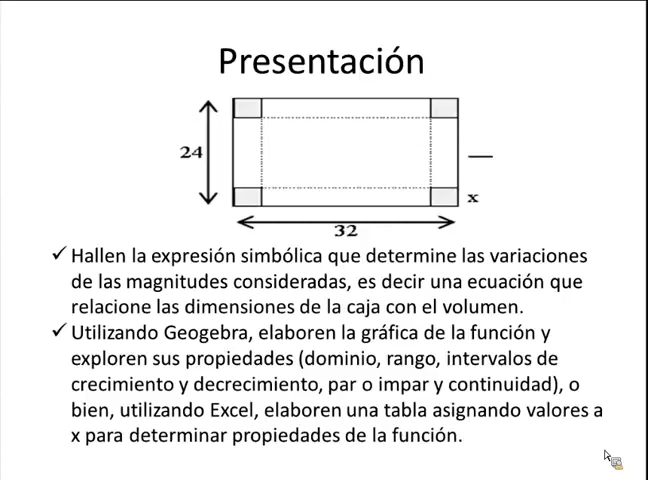 Presentación
24
x
32
✓ Hallen la expresión simbólica que determine las variaciones
de las magnitudes consideradas, es decir una ecuación que
relacione las dimensiones de la caja con el volumen.
✓ Utilizando Geogebra, elaboren la gráfica de la función y
exploren sus propiedades (dominio, rango, intervalos de
crecimiento y decrecimiento, par o impar y continuidad), o
bien, utilizando Excel, elaboren una tabla asignando valores a
x para determinar propiedades de la función.